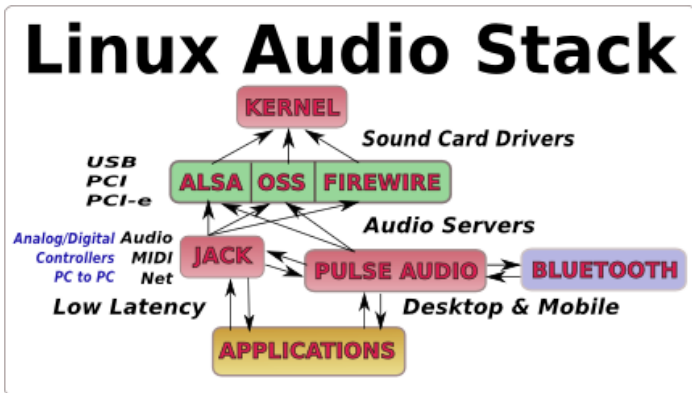 Linux Audio Stack
KERNEL
Sound Card Drivers
USB
PCI
PCI-e
ALSA OSS FIREWIRE
Audio Servers
Analog/Digital Audio
Controllers MIDI
PC to PC Net
JACK
PULSE AUDIO
BLUETOOTH
Low Latency
Desktop & Mobile
APPLICATIONS